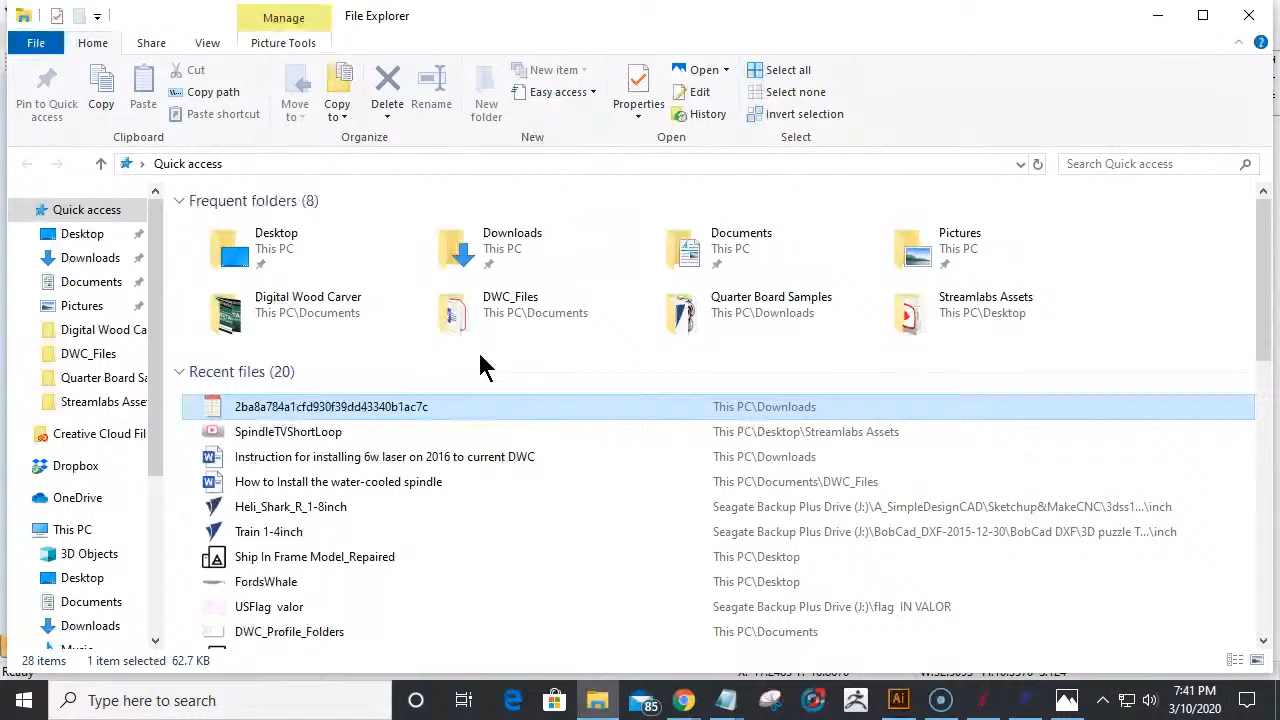 Manage
File Explorer
File
Home
Share
View
Picture Tools
Pin to Quick access
Copy
Paste
Cut
Copy path
Paste shortcut
Clipboard
Move to
Copy to
Delete
Rename
Organize
New folder
New item
Easy access
New
Properties
Open
Edit
History
Open
Select all
Select none
Invert selection
Select
Quick access
Search Quick access
Quick access
Desktop
Downloads
Documents
Pictures
Digital Wood Ca
DWC_Files
Quarter Board Sa
Streamlabs Asse
Creative Cloud Fil
Dropbox
OneDrive
This PC
3D Objects
Desktop
Documents
Downloads
Music
Frequent folders (8)
Desktop
This PC
Downloads
This PC
Documents
This PC
Pictures
This PC
Digital Wood Carver
This PC\Documents
DWC_Files
This PC\Documents
Quarter Board Samples
This PC\Downloads
Streamlabs Assets
This PC\Desktop
Recent files (20)
2ba8a784a1cfd930f39dd43340b1ac7c This PC\Downloads
SpindleTVShortLoop This PC\Desktop\Streamlabs Assets
Instruction for installing 6w laser on 2016 to current DWC This PC\Downloads
How to Install the water-cooled spindle This PC\Documents\DWC_Files
Heli_Shark_R_1-8inch Seagate Backup Plus Drive (J:)\A_SimpleDesignCAD\Sketchup&MakeCNC\3dss1...\inch
Train 1-4inch Seagate Backup Plus Drive (J:)\BobCad_DXF-2015-12-30\BobCad DXF\3D puzzle T...\inch
Ship In Frame Model_Repaired This PC\Desktop
FordsWhale This PC\Desktop
USFlag valor Seagate Backup Plus Drive (J:)\flag IN VALOR
DWC_Profile_Folders This PC\Documents
28 items 1 item selected 62.7 KB
Ready
Type here to search
85
Ai
7:41 PM
3/10/2020